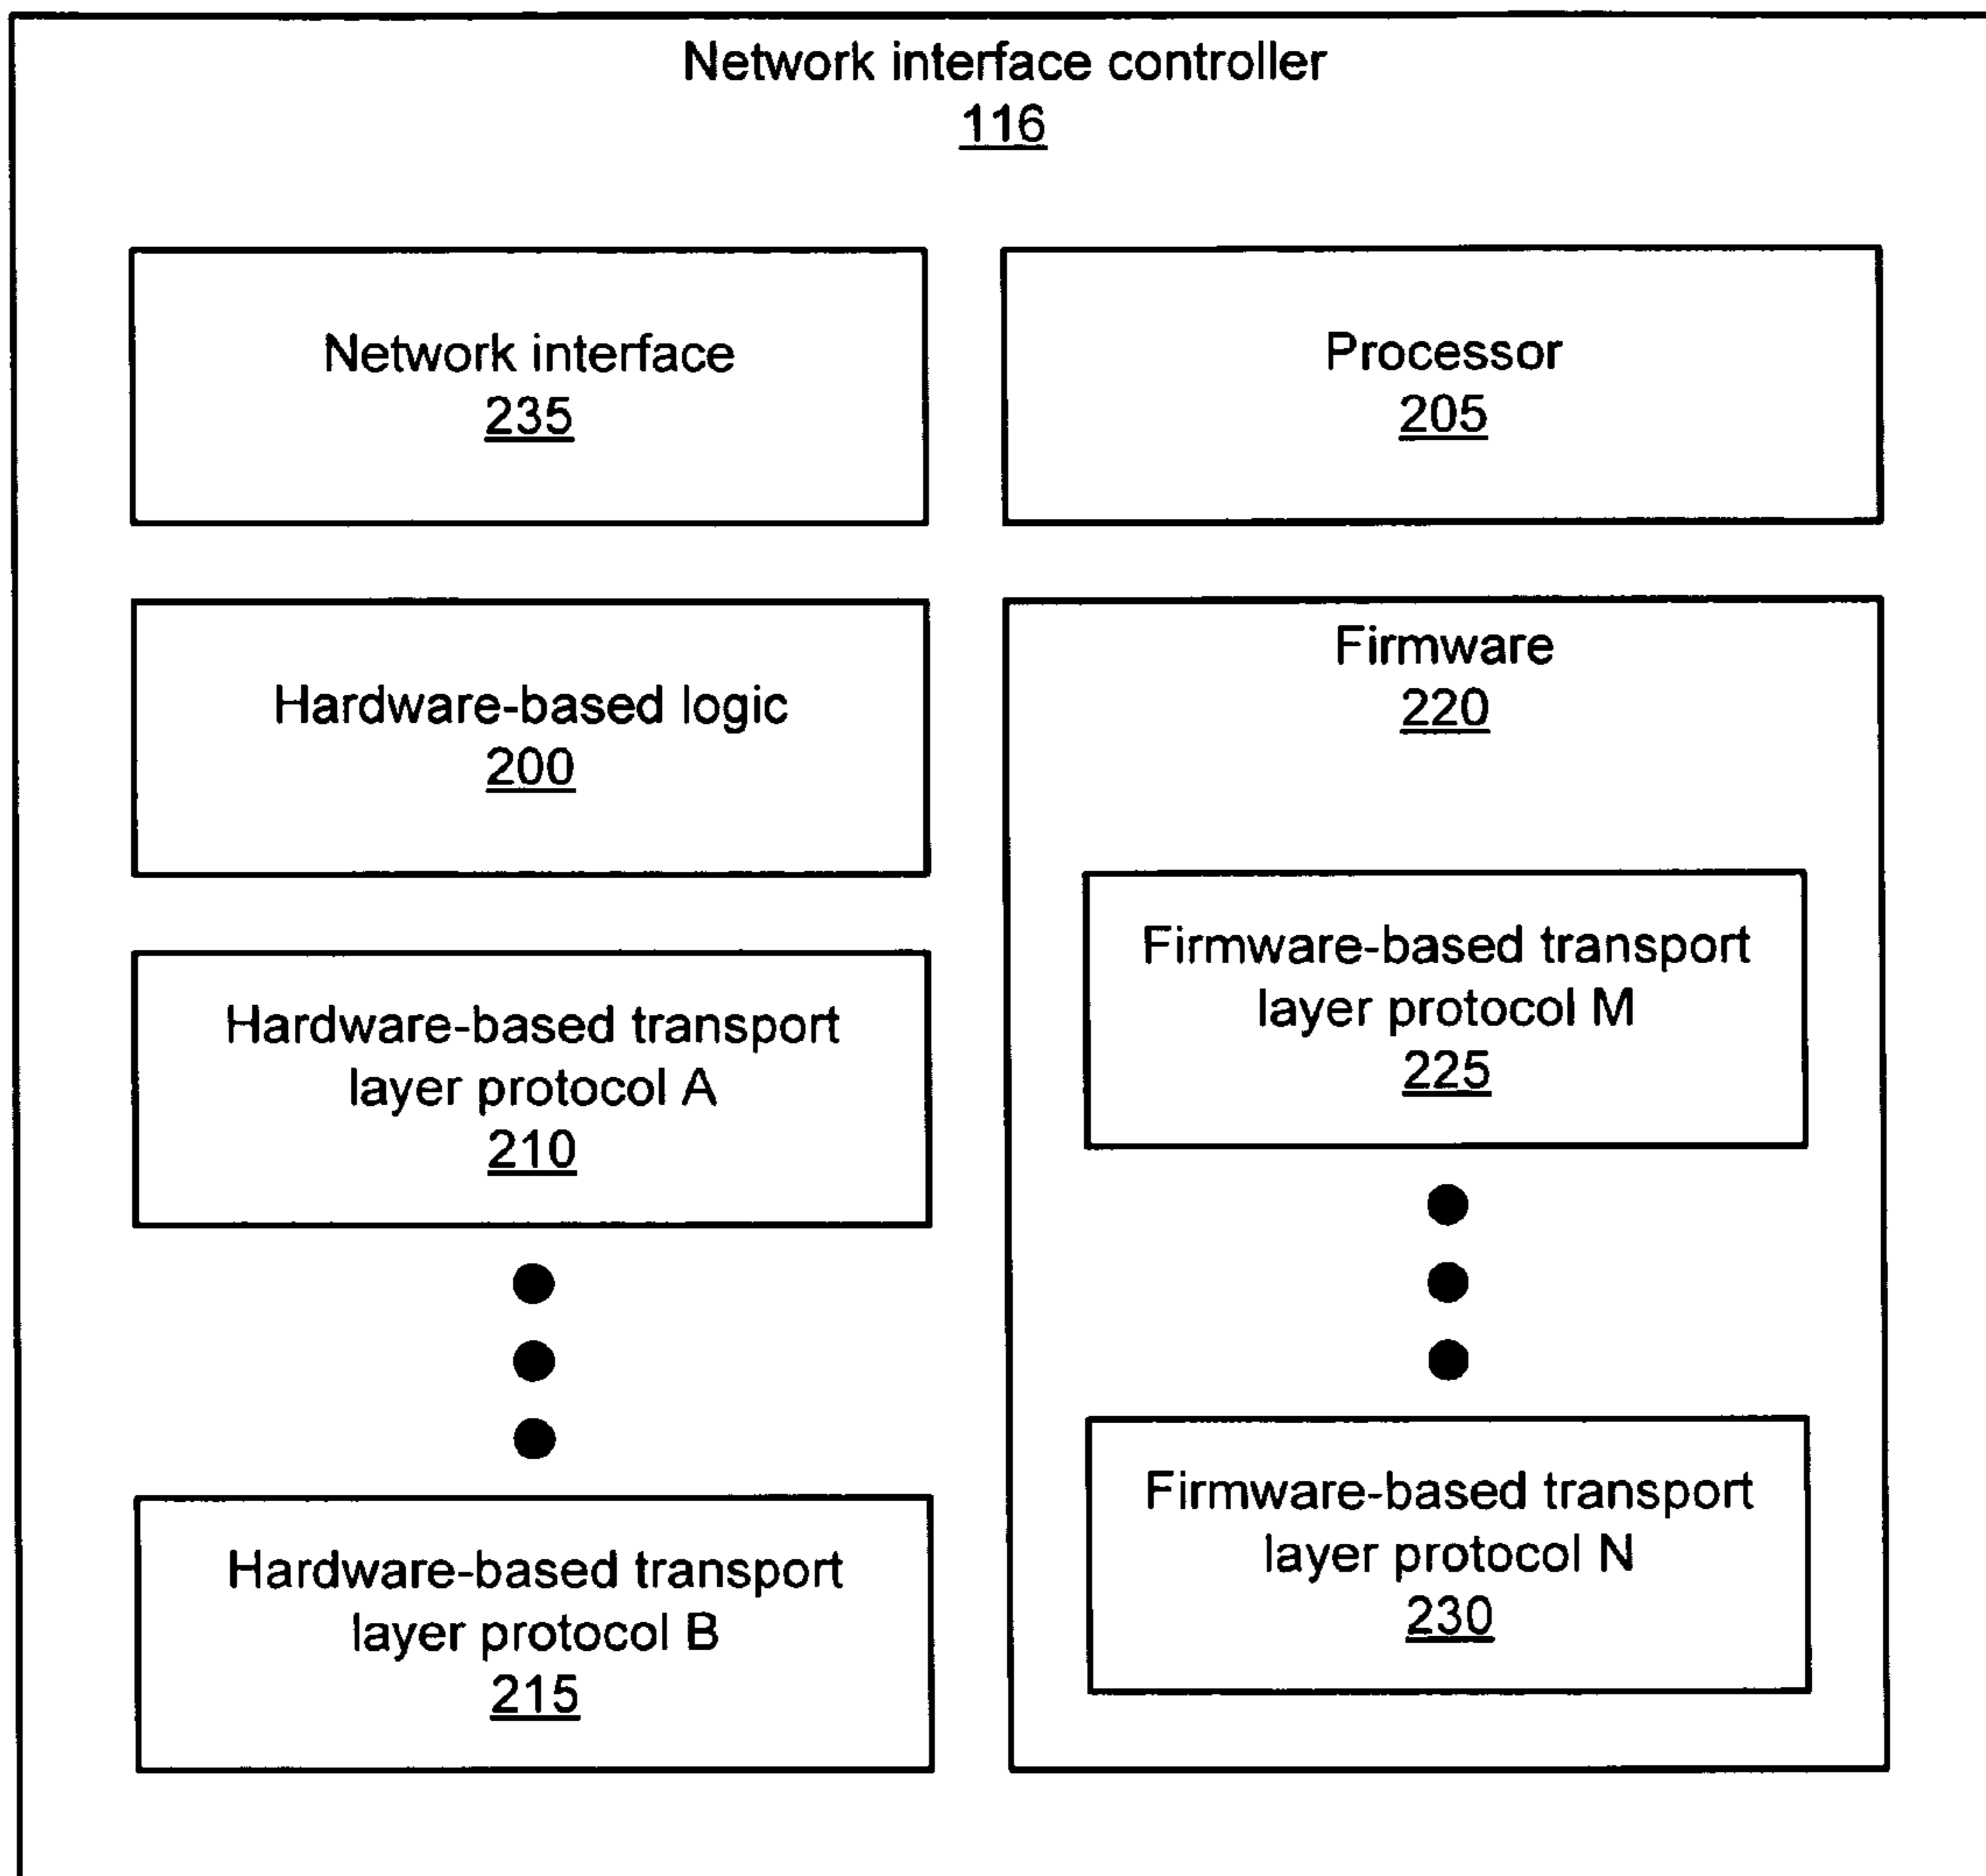 Network interface controller
116
Network interface
235
Processor
205
Hardware-based logic
200
Firmware
220
Hardware-based transport
layer protocol A
210
Firmware-based transport
layer protocol M
225
Hardware-based transport
layer protocol B
215
Firmware-based transport
layer protocol N
230